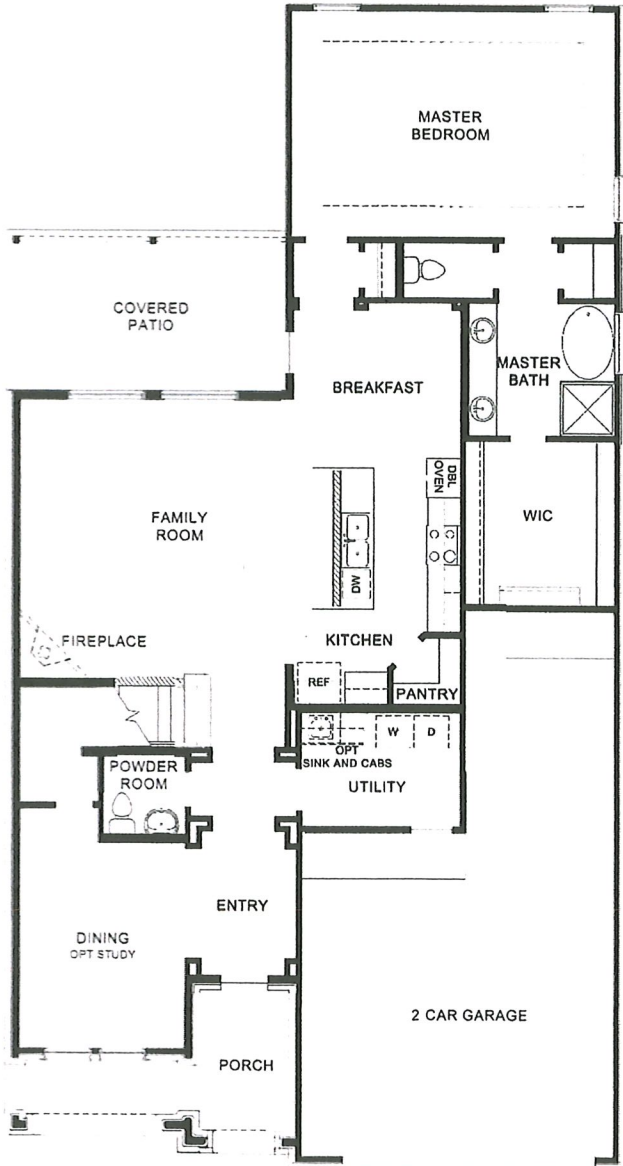 MASTER
BEDROOM
COVERED
PATIO
BREAKFAST
MASTER
BATH
DBL
OVEN
FAMILY
ROOM
WIC
DW
FIREPLACE
KITCHEN
REF
PANTRY
W
D
OPT
SINK AND CABS
POWDER
ROOM
UTILITY
ENTRY
DINING
OPT STUDY
2 CAR GARAGE
PORCH